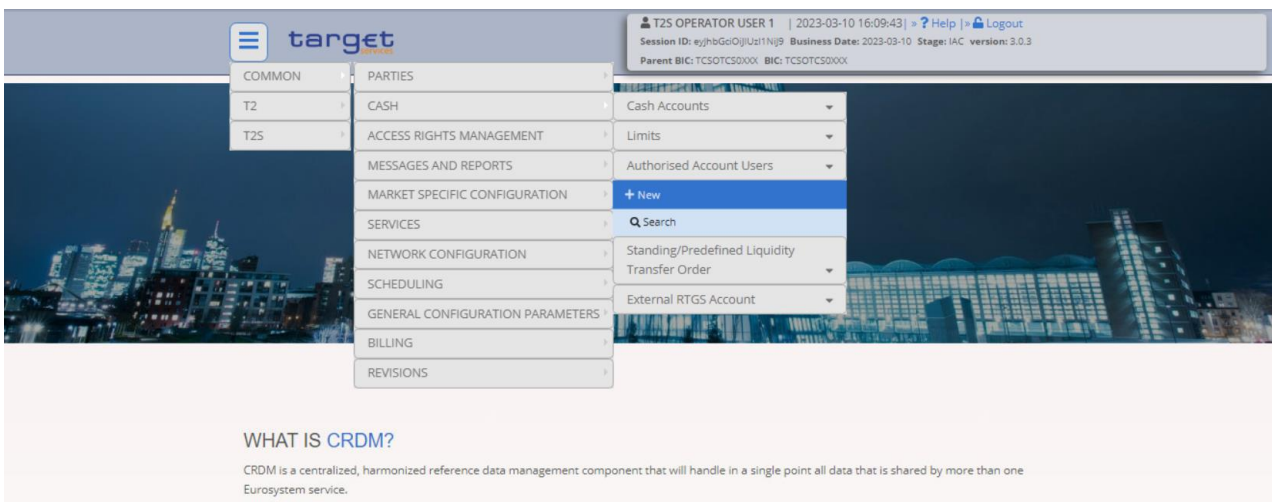 T2S OPERATOR USER 1 | 2023-03-10 16:09:43| » ? Help |» Logout
target
services
Session ID: eyJhbGciOiJIUzI1NiJ9 Business Date: 2023-03-10 Stage: IAC version: 3.0.3
Parent BIC: TCSOTCS0XXX BIC: TCSOTCS0XXX
COMMON
T2
T2S
PARTIES
CASH
ACCESS RIGHTS MANAGEMENT
MESSAGES AND REPORTS
MARKET SPECIFIC CONFIGURATION
SERVICES
NETWORK CONFIGURATION
SCHEDULING
GENERAL CONFIGURATION PARAMETERS
BILLING
REVISIONS
Cash Accounts
Limits
Authorised Account Users
+ New
Search
Standing/Predefined Liquidity
Transfer Order
External RTGS Account
WHAT IS CRDM?
CRDM is a centralized, harmonized reference data management component that will handle in a single point all data that is shared by more than one
Eurosystem service.